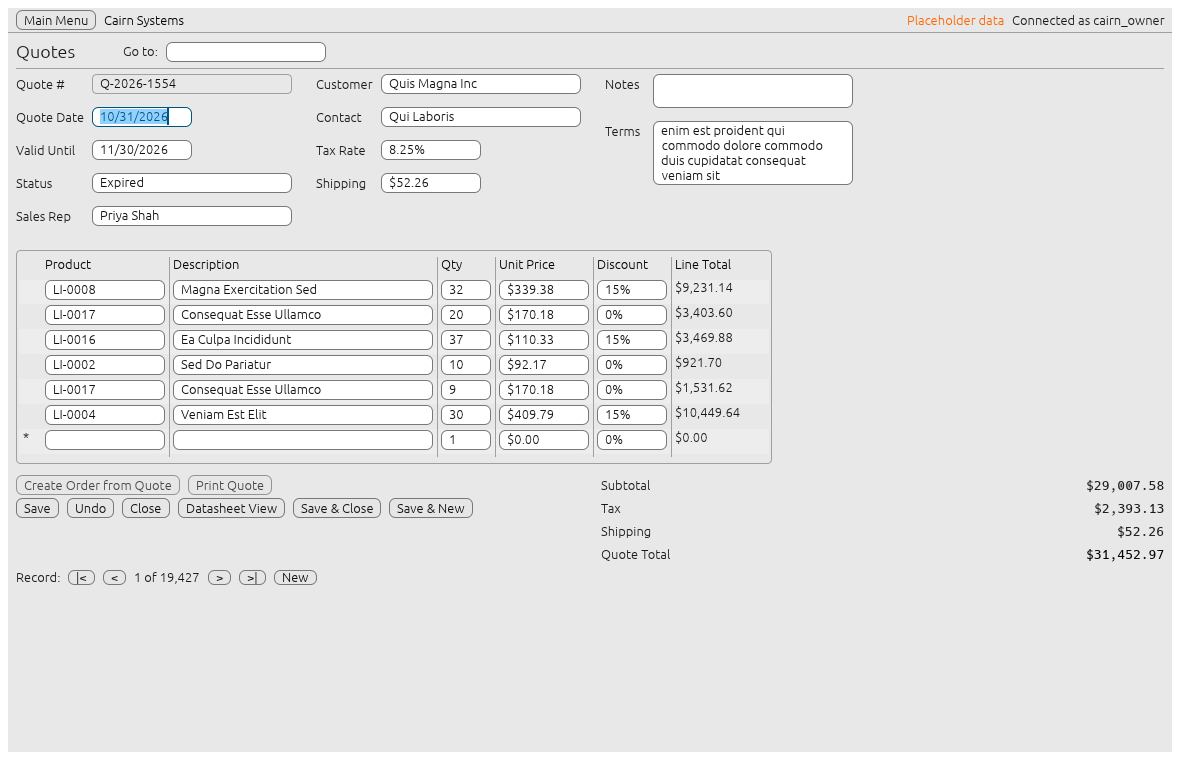 Main Menu Cairn Systems Placeholder data Connected as cairn_owner
Quotes Go to:
Quote # Q-2026-1554 Customer Quis Magna Inc Notes
Quote Date 10/31/2026 Contact Qui Laboris
Terms enim est proident qui
commodo dolore commodo
duis cupidatat consequat
veniam sit
Valid Until 11/30/2026 Tax Rate 8.25%
Status Expired Shipping $52.26
Sales Rep Priya Shah
Product Description Qty Unit Price Discount Line Total
LI-0008 Magna Exercitation Sed 32 $339.38 15% $9,231.14
LI-0017 Consequat Esse Ullamco 20 $170.18 0% $3,403.60
LI-0016 Ea Culpa Incididunt 37 $110.33 15% $3,469.88
LI-0002 Sed Do Pariatur 10 $92.17 0% $921.70
LI-0017 Consequat Esse Ullamco 9 $170.18 0% $1,531.62
LI-0004 Veniam Est Elit 30 $409.79 15% $10,449.64
* 1 $0.00 0% $0.00
Create Order from Quote Print Quote
Save Undo Close Datasheet View Save & Close Save & New
Subtotal $29,007.58
Tax $2,393.13
Shipping $52.26
Quote Total $31,452.97
Record: |< < 1 of 19,427 > >| New